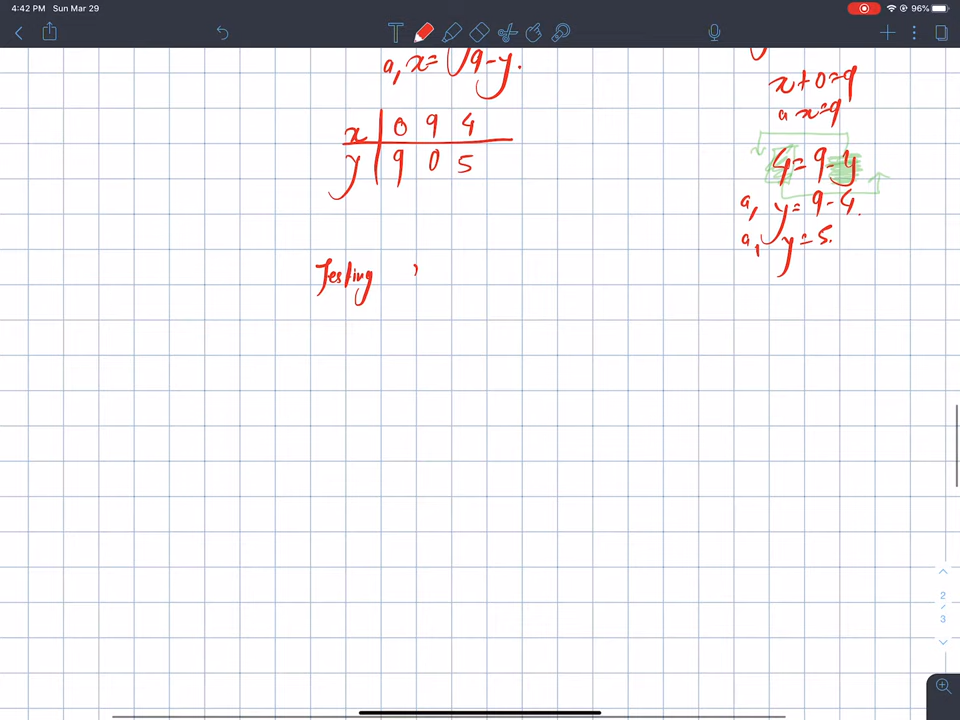 4:42 PM Sun Mar 29
96%
a, x = 9 - y.
x 0 9 4
y 9 0 5
x + 0 = 9
a x = 9
4 = 9 - y
a, y = 9 - 4.
a, y = 5.
Testing
2
3